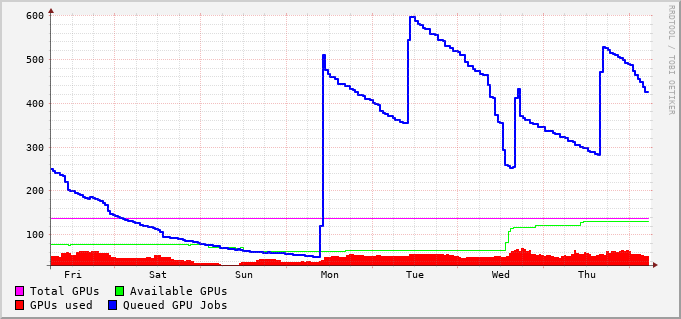 600
500
400
300
200
100
Fri Sat Sun Mon Tue Wed Thu
Total GPUs Available GPUs
GPUs used Queued GPU Jobs
RRDTOOL / TOBI OETIKER